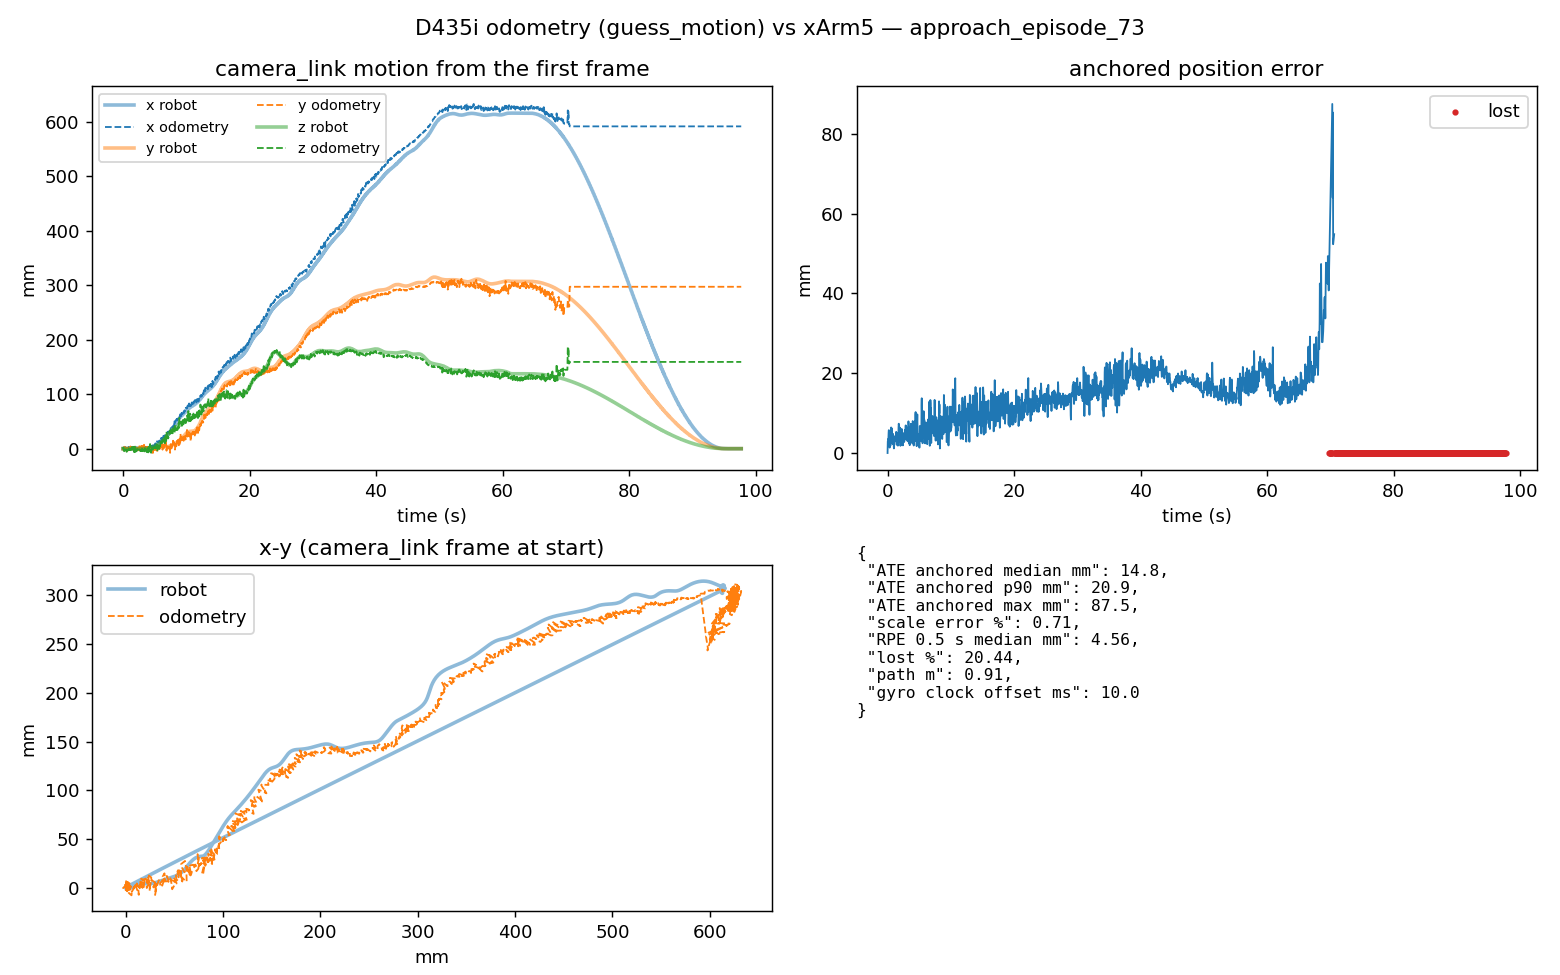 D435i odometry (guess_motion) vs xArm5 — approach_episode_73
camera_link motion from the first frame
x robot
x odometry
y robot
y odometry
z robot
z odometry
600
500
400
300
200
100
0
mm
0 20 40 60 80 100
time (s)
anchored position error
lost
80
60
40
20
0
mm
0 20 40 60 80 100
time (s)
x-y (camera_link frame at start)
robot
odometry
300
250
200
150
100
50
0
mm
0 100 200 300 400 500 600
mm
{
"ATE anchored median mm": 14.8,
"ATE anchored p90 mm": 20.9,
"ATE anchored max mm": 87.5,
"scale error %": 0.71,
"RPE 0.5 s median mm": 4.56,
"lost %": 20.44,
"path m": 0.91,
"gyro clock offset ms": 10.0
}